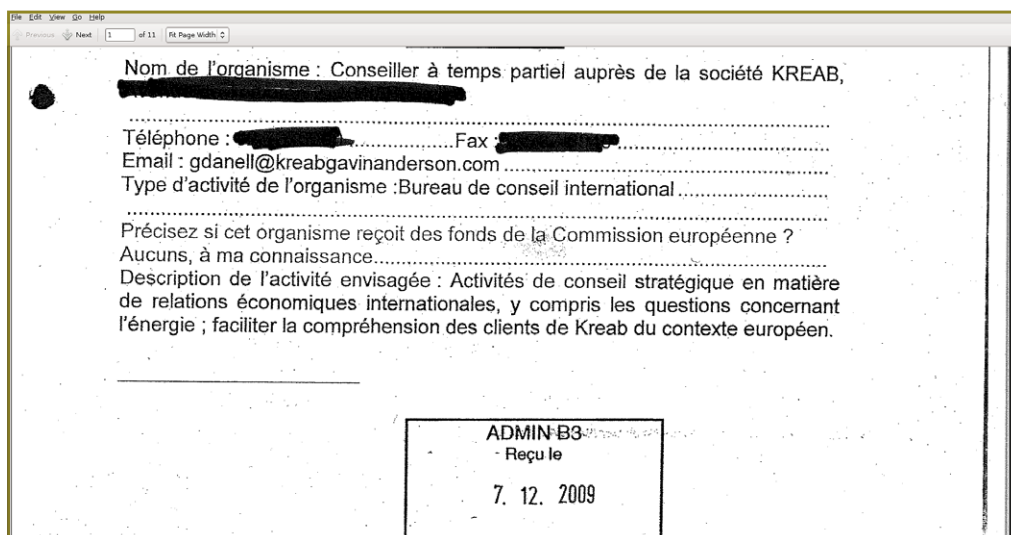 File Edit View Go Help
Previous Next 1 of 11 Fit Page Width
Nom de l'organisme : Conseiller à temps partiel auprès de la société KREAB,
Téléphone : Fax :
Email : gdanell@kreabgavinanderson.com
Type d'activité de l'organisme :Bureau de conseil international
Précisez si cet organisme reçoit des fonds de la Commission européenne ?
Aucuns, à ma connaissance
Description de l'activité envisagée : Activités de conseil stratégique en matière
de relations économiques internationales, y compris les questions concernant
l'énergie ; faciliter la compréhension des clients de Kreab du contexte européen.
ADMIN B3
Reçu le
7. 12. 2009